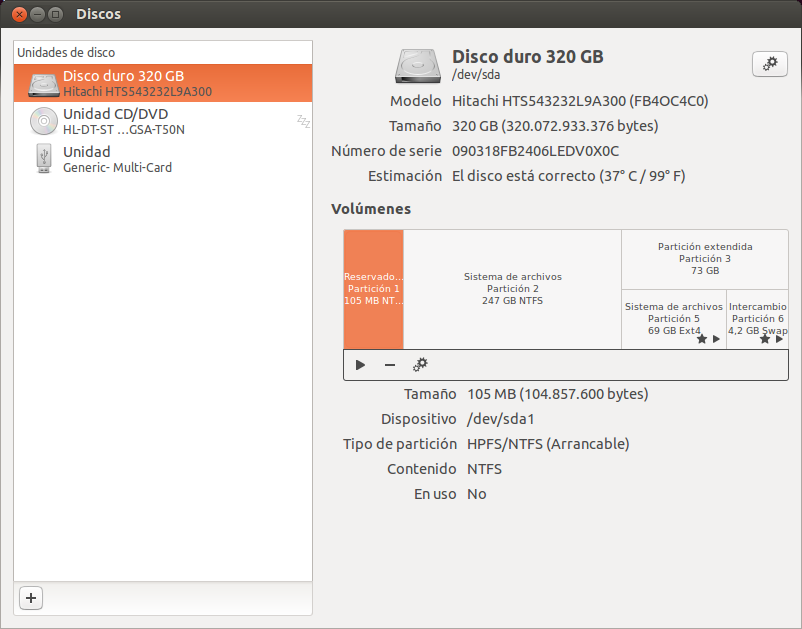 Discos
Unidades de disco
Disco duro 320 GB
Hitachi HTS543232L9A300
Unidad CD/DVD
HL-DT-ST ...GSA-T50N
zzz
Unidad
Generic- Multi-Card
Disco duro 320 GB
/dev/sda
Modelo Hitachi HTS543232L9A300 (FB4OC4C0)
Tamaño 320 GB (320.072.933.376 bytes)
Número de serie 090318FB2406LEDV0X0C
Estimación El disco está correcto (37° C / 99° F)
Volúmenes
Reservado...
Partición 1
105 MB NT...
Sistema de archivos
Partición 2
247 GB NTFS
Partición extendida
Partición 3
73 GB
Sistema de archivos
Partición 5
69 GB Ext4
Intercambio
Partición 6
4,2 GB Swap
Tamaño 105 MB (104.857.600 bytes)
Dispositivo /dev/sda1
Tipo de partición HPFS/NTFS (Arrancable)
Contenido NTFS
En uso No